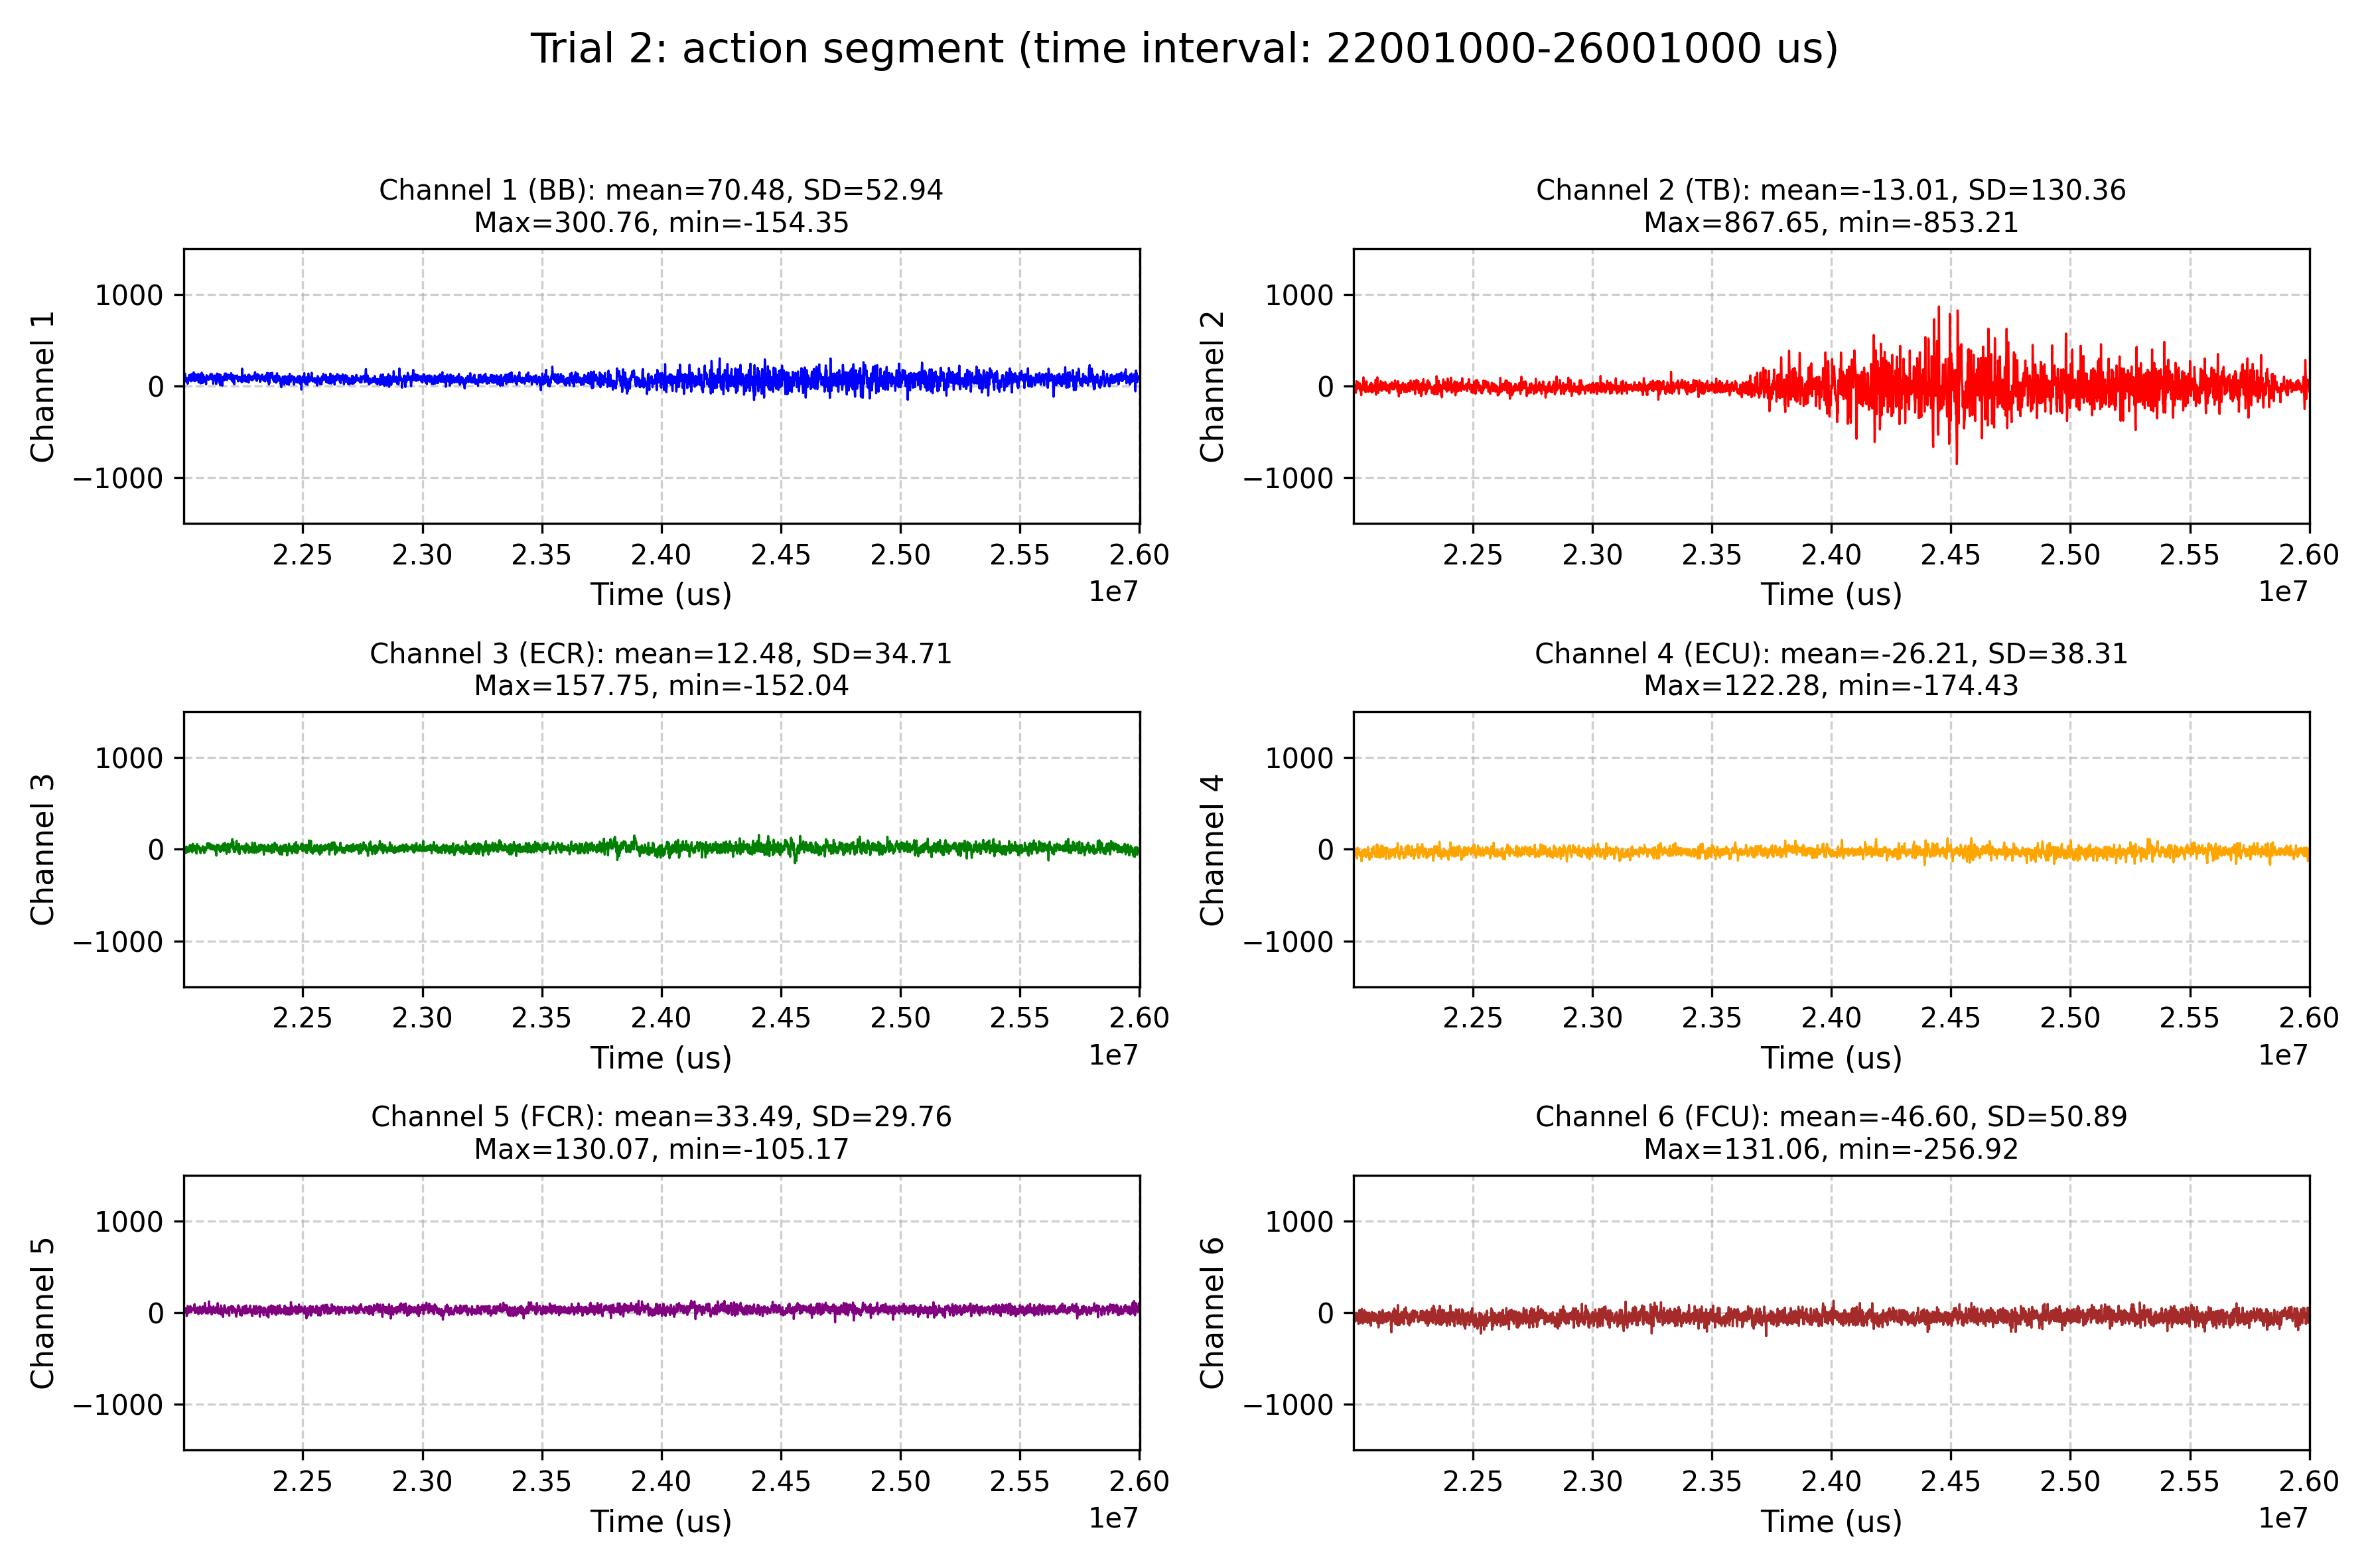 Trial 2: action segment (time interval: 22001000-26001000 us)
Channel 1 (BB): mean=70.48, SD=52.94
Max=300.76, min=-154.35
Channel 1
1000
0
−1000
2.25 2.30 2.35 2.40 2.45 2.50 2.55 2.60
Time (us)
1e7
Channel 2 (TB): mean=-13.01, SD=130.36
Max=867.65, min=-853.21
Channel 2
1000
0
−1000
2.25 2.30 2.35 2.40 2.45 2.50 2.55 2.60
Time (us)
1e7
Channel 3 (ECR): mean=12.48, SD=34.71
Max=157.75, min=-152.04
Channel 3
1000
0
−1000
2.25 2.30 2.35 2.40 2.45 2.50 2.55 2.60
Time (us)
1e7
Channel 4 (ECU): mean=-26.21, SD=38.31
Max=122.28, min=-174.43
Channel 4
1000
0
−1000
2.25 2.30 2.35 2.40 2.45 2.50 2.55 2.60
Time (us)
1e7
Channel 5 (FCR): mean=33.49, SD=29.76
Max=130.07, min=-105.17
Channel 5
1000
0
−1000
2.25 2.30 2.35 2.40 2.45 2.50 2.55 2.60
Time (us)
1e7
Channel 6 (FCU): mean=-46.60, SD=50.89
Max=131.06, min=-256.92
Channel 6
1000
0
−1000
2.25 2.30 2.35 2.40 2.45 2.50 2.55 2.60
Time (us)
1e7